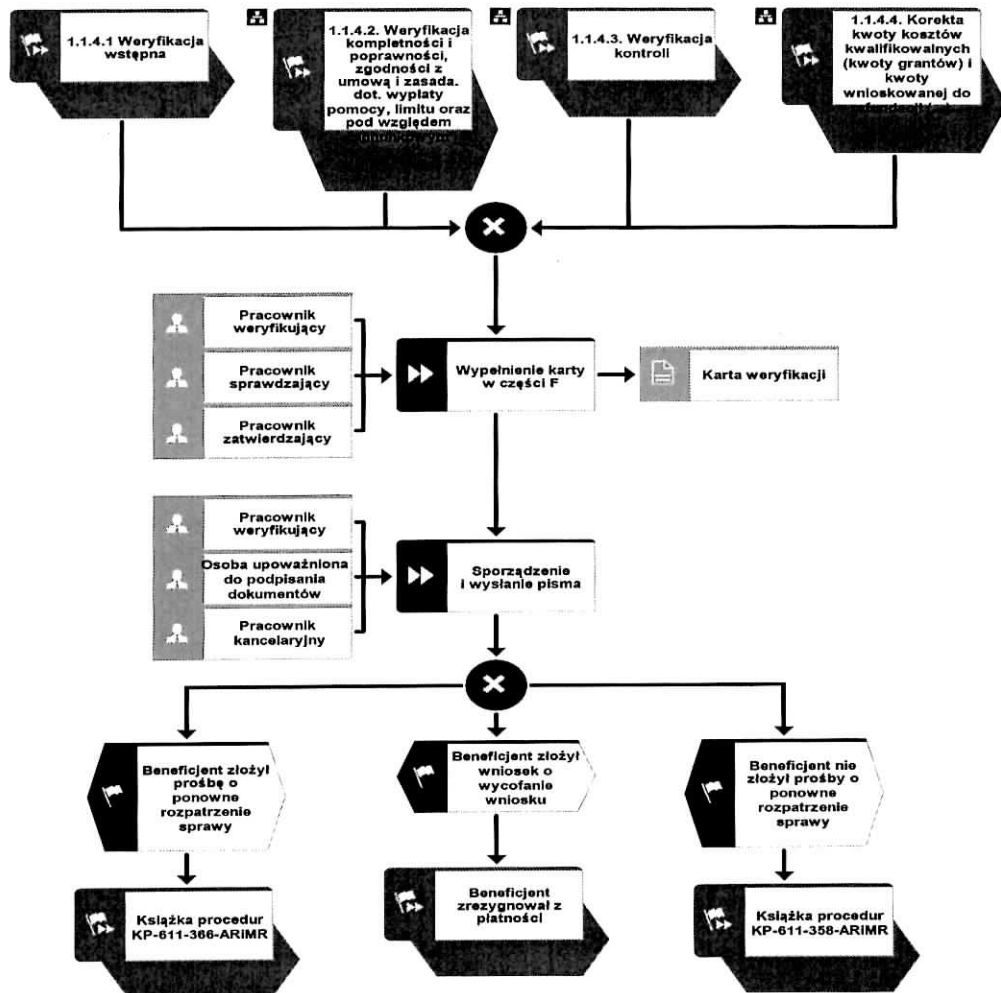 1.1.4.1 Weryfikacja
wstępna
1.1.4.2. Weryfikacja
kompletności i
poprawności,
zgodności z
umową i zasada.
dot. wypłaty
pomocy, limitu oraz
pod względem
1.1.4.3. Weryfikacja
kontroli
1.1.4.4. Korekta
kwoty kosztów
kwalifikowalnych
(kwoty grantów) i
kwoty
wnioskowanej do
Pracownik
weryfikujący
Pracownik
sprawdzający
Pracownik
zatwierdzający
Wypełnienie karty
w części F
Karta weryfikacji
Pracownik
weryfikujący
Osoba upoważniona
do podpisania
dokumentów
Pracownik
kancelaryjny
Sporządzenie
i wysłanie pisma
Beneficjent złożył
prośbę o
ponowne
rozpatrzenie
sprawy
Beneficjent złożył
wniosek o
wycofanie
wniosku
Beneficjent nie
złożył prośby o
ponowne
rozpatrzenie
sprawy
Książka procedur
KP-611-366-ARIMR
Beneficjent
zrezygnował z
płatności
Książka procedur
KP-611-358-ARIMR